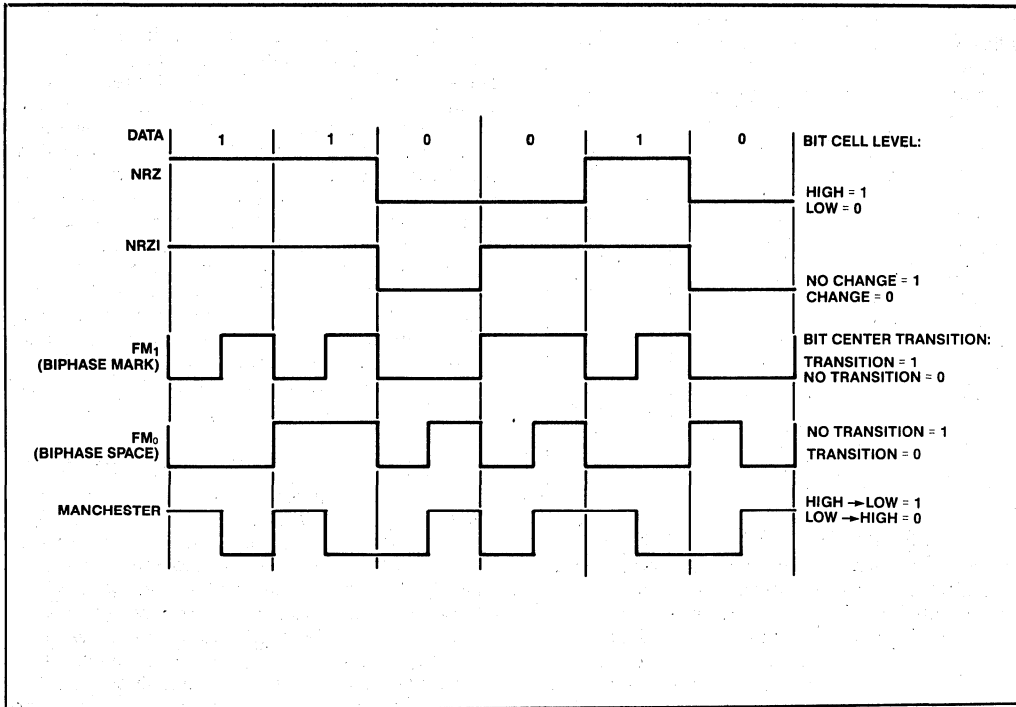 DATA 1 1 0 0 1 0 BIT CELL LEVEL:
NRZ
HIGH = 1
LOW = 0
NRZI
NO CHANGE = 1
CHANGE = 0
FM₁
(BIPHASE MARK)
BIT CENTER TRANSITION:
TRANSITION = 1
NO TRANSITION = 0
FM₀
(BIPHASE SPACE)
NO TRANSITION = 1
TRANSITION = 0
MANCHESTER
HIGH → LOW = 1
LOW → HIGH = 0